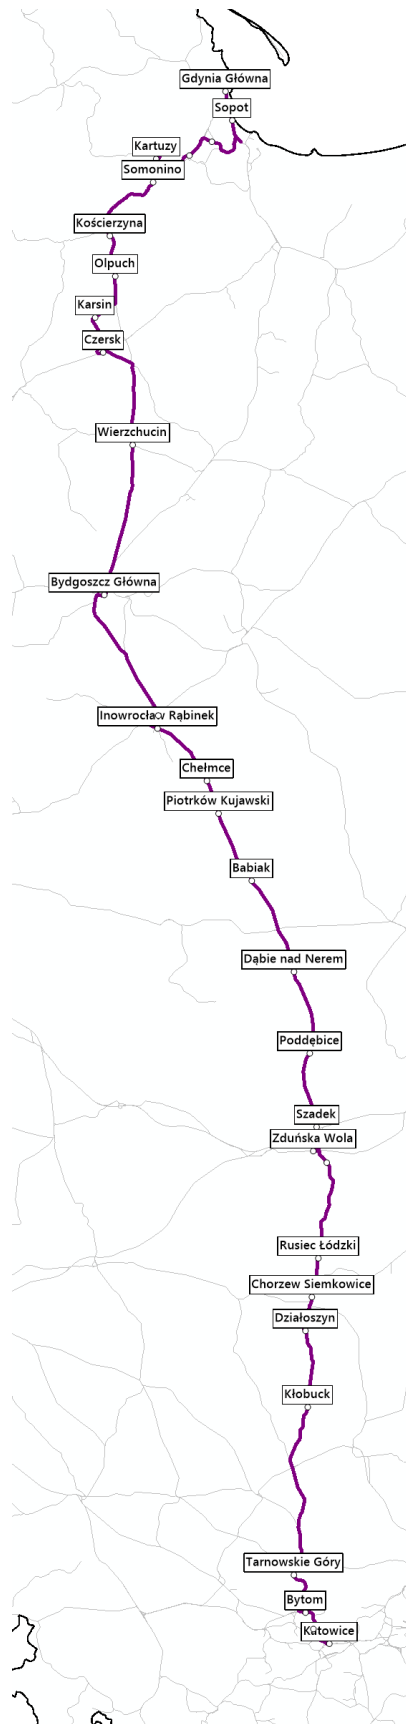 Gdynia Główna
Sopot
Kartuzy
Somonino
Kościerzyna
Olpuch
Karsin
Czersk
Wierzchucin
Bydgoszcz Główna
Inowrocław Rąbinek
Chełmce
Piotrków Kujawski
Babiak
Dąbie nad Nerem
Poddębice
Szadek
Zduńska Wola
Rusiec Łódzki
Chorzew Siemkowice
Działoszyn
Kłobuck
Tarnowskie Góry
Bytom
Katowice